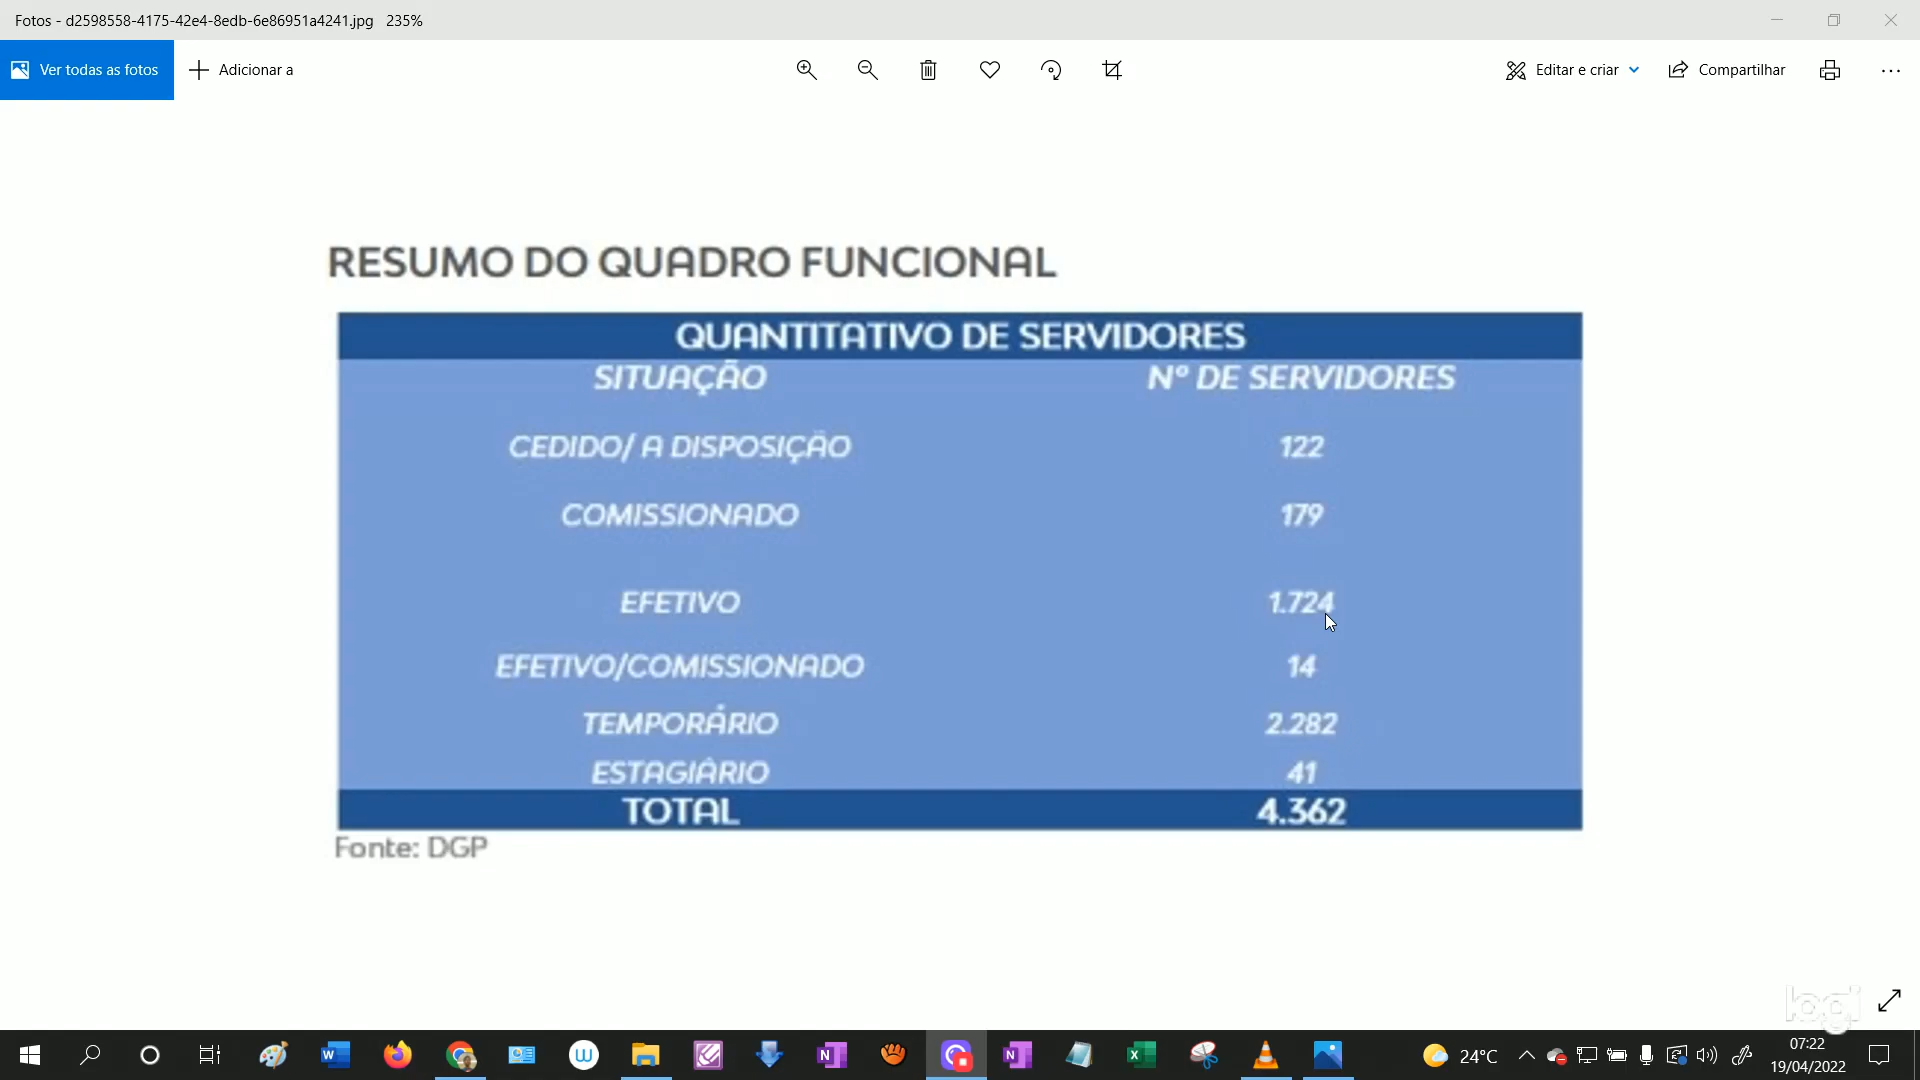 Fotos - d2598558-4175-42e4-8edb-6e86951a4241.jpg 235%
Ver todas as fotos Adicionar a Editar e criar Compartilhar
RESUMO DO QUADRO FUNCIONAL
QUANTITATIVO DE SERVIDORES
SITUAÇÃO Nº DE SERVIDORES
CEDIDO/ A DISPOSIÇÃO 122
COMISSIONADO 179
EFETIVO 1.724
EFETIVO/COMISSIONADO 14
TEMPORÁRIO 2.282
ESTAGIÁRIO 41
TOTAL 4.362
Fonte: DGP
logi
24°C 07:22
19/04/2022